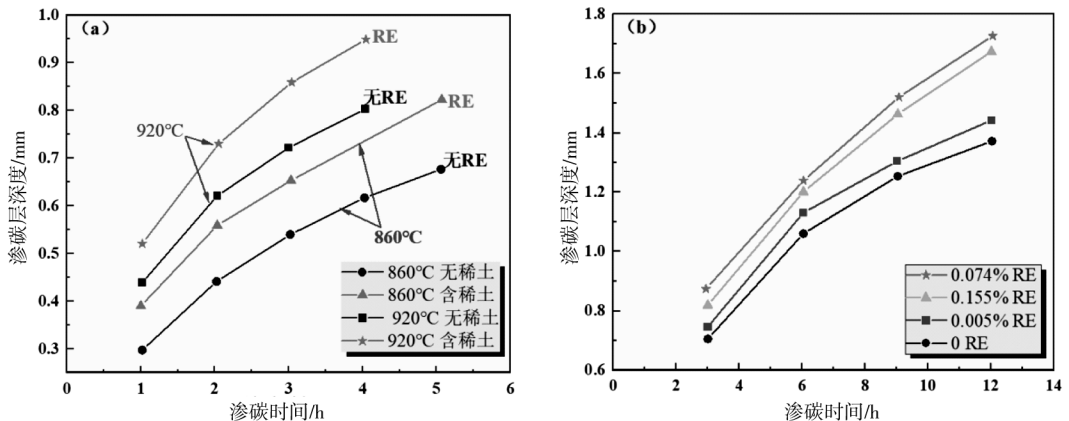 (a)
渗碳层深度/mm
1.0
0.9
0.8
0.7
0.6
0.5
0.4
0.3
RE
无RE
RE
无RE
920℃
860℃
860℃ 无稀土
860℃ 含稀土
920℃ 无稀土
920℃ 含稀土
0 1 2 3 4 5 6
渗碳时间/h
(b)
渗碳层深度/mm
1.8
1.6
1.4
1.2
1.0
0.8
0.6
0.074% RE
0.155% RE
0.005% RE
0 RE
0 2 4 6 8 10 12 14
渗碳时间/h